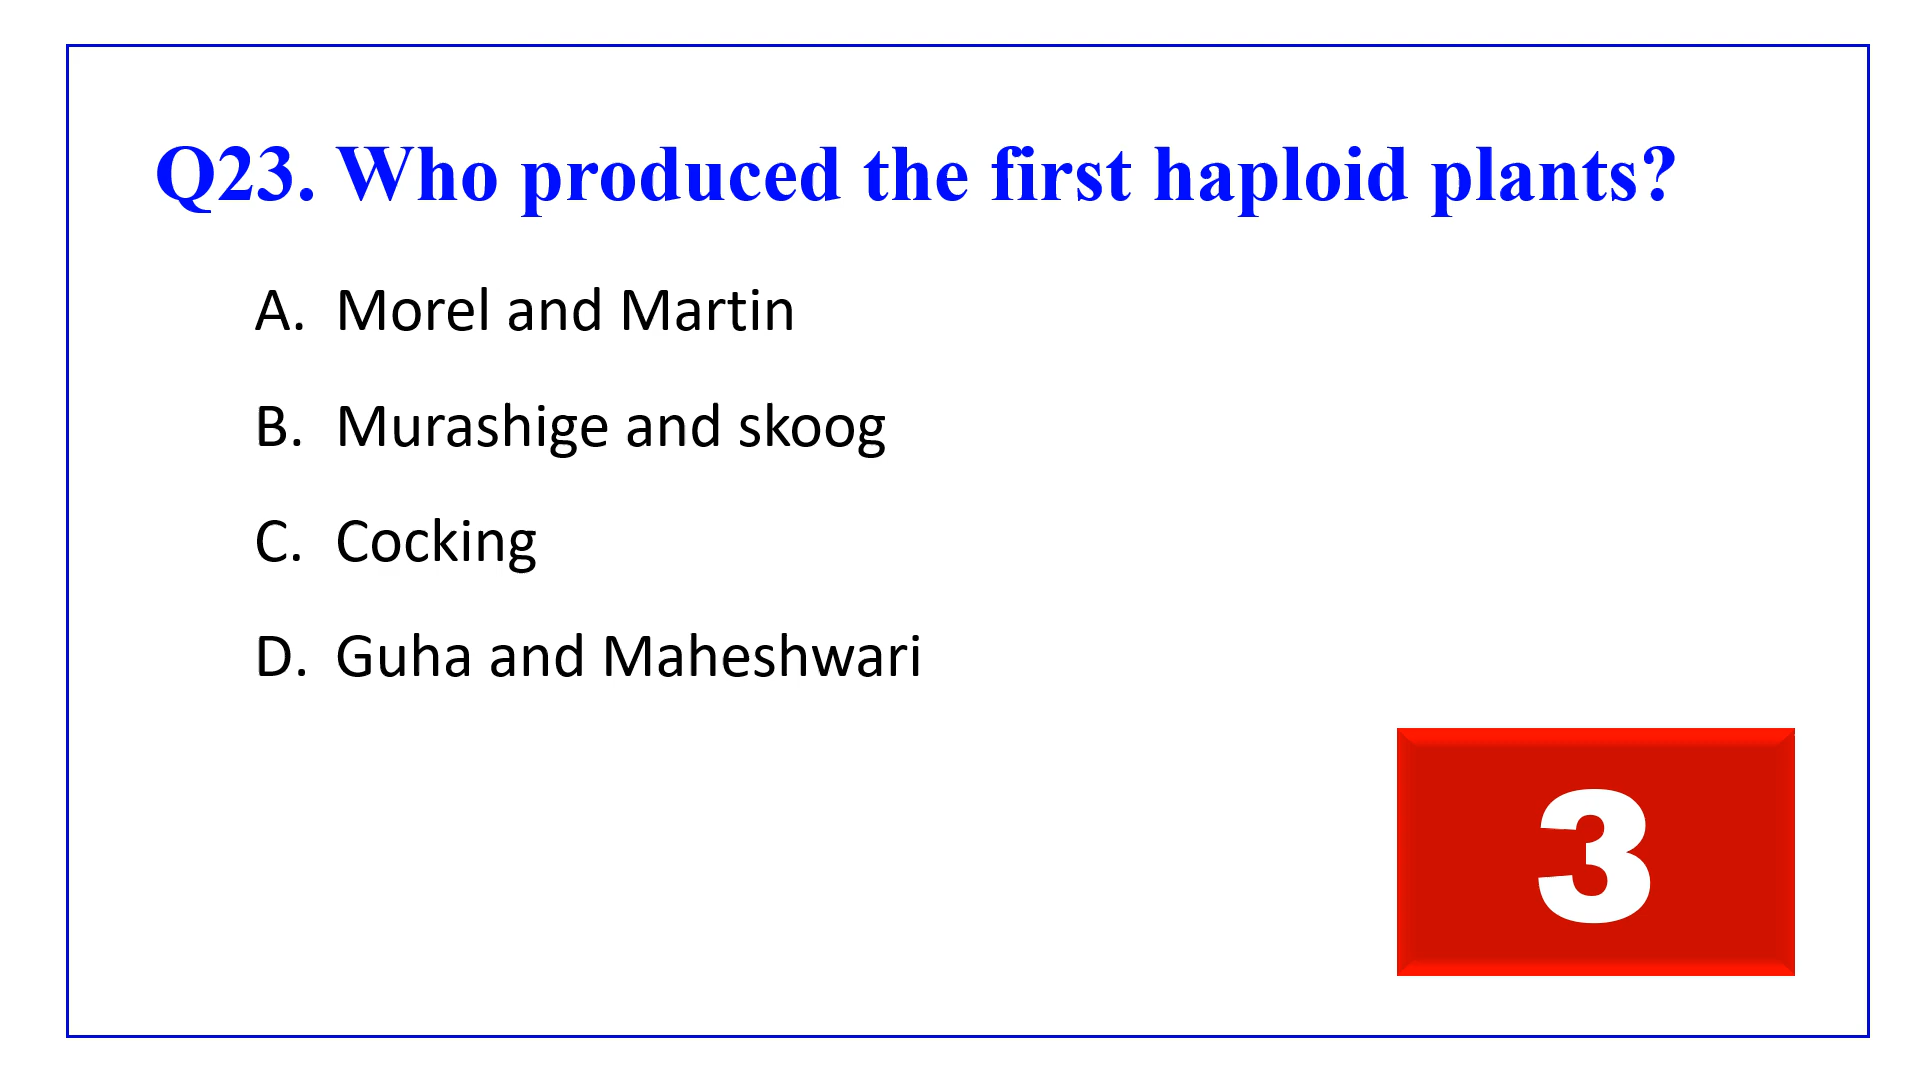 Q23. Who produced the first haploid plants?
A. Morel and Martin
B. Murashige and skoog
C. Cocking
D. Guha and Maheshwari
3